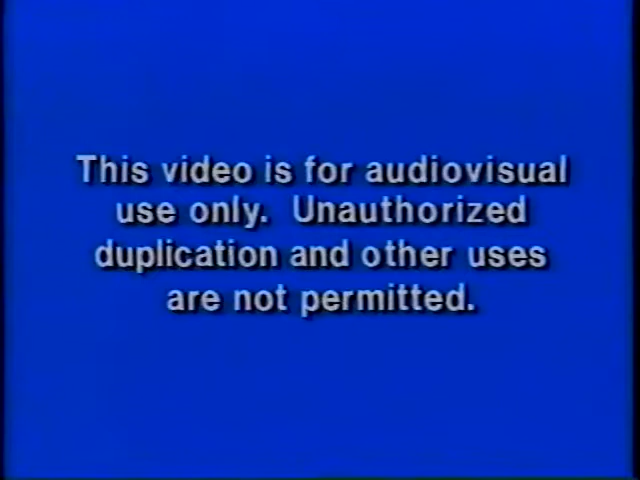 This video is for audiovisual
use only. Unauthorized
duplication and other uses
are not permitted.